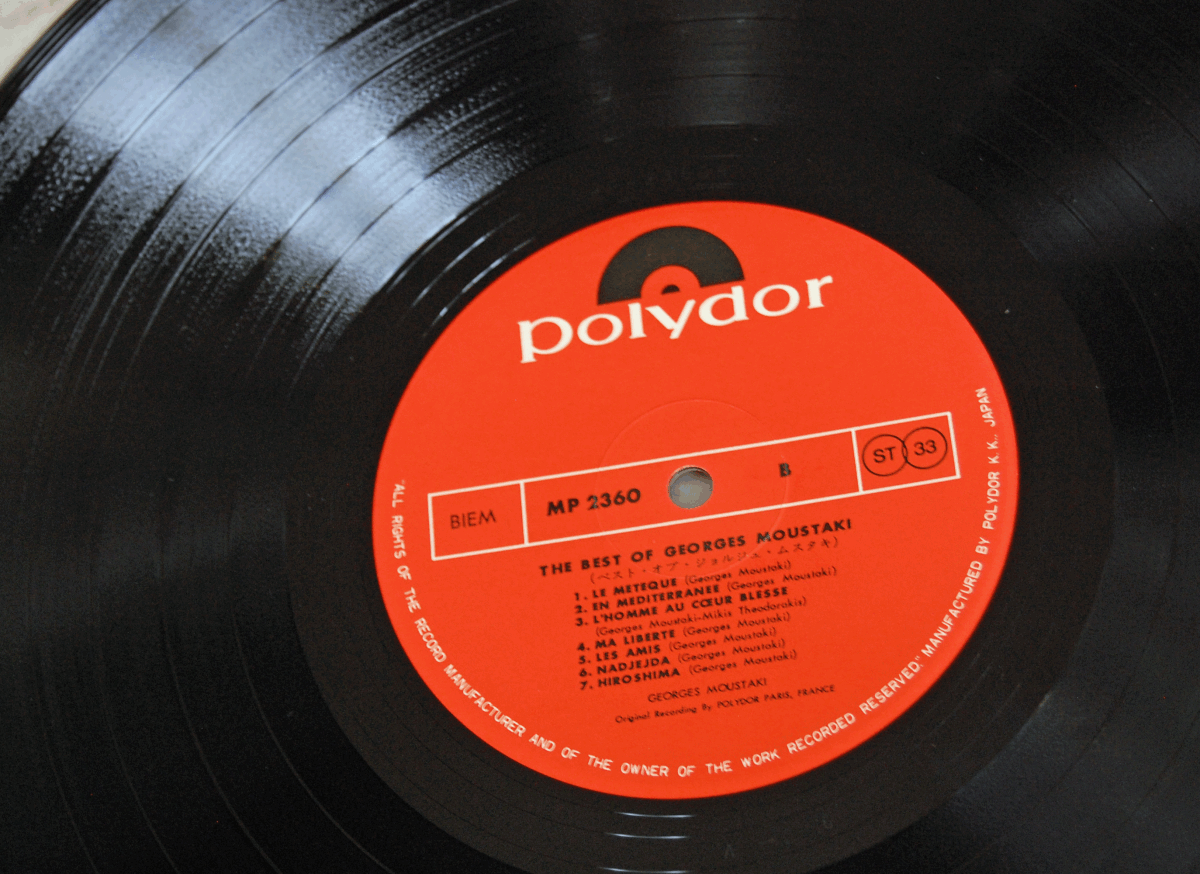 polydor
BIEM
MP 2360
B
ST 33
THE BEST OF GEORGES MOUSTAKI
(ベスト・オブ・ジョルジュ・ムスタキ)
1. LE METEQUE (Georges Moustaki)
2. EN MEDITERRANEE (Georges Moustaki)
3. L'HOMME AU CŒUR BLESSE
(Georges Moustaki-Mikis Theodorakis)
4. MA LIBERTE (Georges Moustaki)
5. LES AMIS (Georges Moustaki)
6. NADJEJDA (Georges Moustaki)
7. HIROSHIMA (Georges Moustaki)
GEORGES MOUSTAKI
Original Recording By POLYDOR PARIS, FRANCE
"ALL RIGHTS OF THE RECORD MANUFACTURER AND OF THE OWNER OF THE WORK RECORDED RESERVED." MANUFACTURED BY POLYDOR K.K., JAPAN